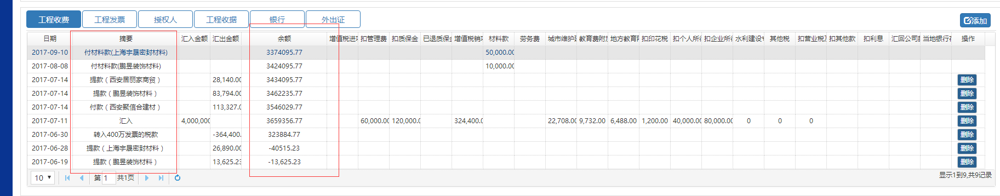 工程收费 工程发票 授权人 工程收据 银行 外出证 添加
日期 摘要 汇入金额 汇出金额 余额 增值税进项 扣管理费 扣质保金 已退质保金 增值税销项 材料款 劳务费 城市维护建 教育费附加 地方教育附 扣印花税 扣个人所得 扣企业所得 水利建设专 其他税 扣营业税及 扣其他款 扣利息 汇回公司 当地银行存 操作
2017-09-10 付材料款(上海宇晟密封材料) 3374095.77 50,000.00
2017-08-08 付材料款(鹏昱装饰材料) 3424095.77 10,000.00
2017-07-14 提款（西安居丽家商贸） 28,140.00 3434095.77 删除
2017-07-14 提款（鹏昱装饰材料） 83,794.00 3462235.77 删除
2017-07-14 付款（西安聚信合建材） 113,327.0 3546029.77 删除
2017-07-11 汇入 4,000,000 3659356.77 60,000.00 120,000.0 324,400.0 22,708.00 9,732.00 6,488.00 1,200.00 40,000.00 80,000.00 0 0 0 删除
2017-06-30 转入400万发票的税款 -364,400. 323884.77 删除
2017-06-28 提款（上海宇晟密封材料） 26,890.00 -40515.23 删除
2017-06-19 提款（鹏昱装饰材料） 13,625.23 -13,625.23 删除
10 第 1 共1页 显示1到9,共9记录